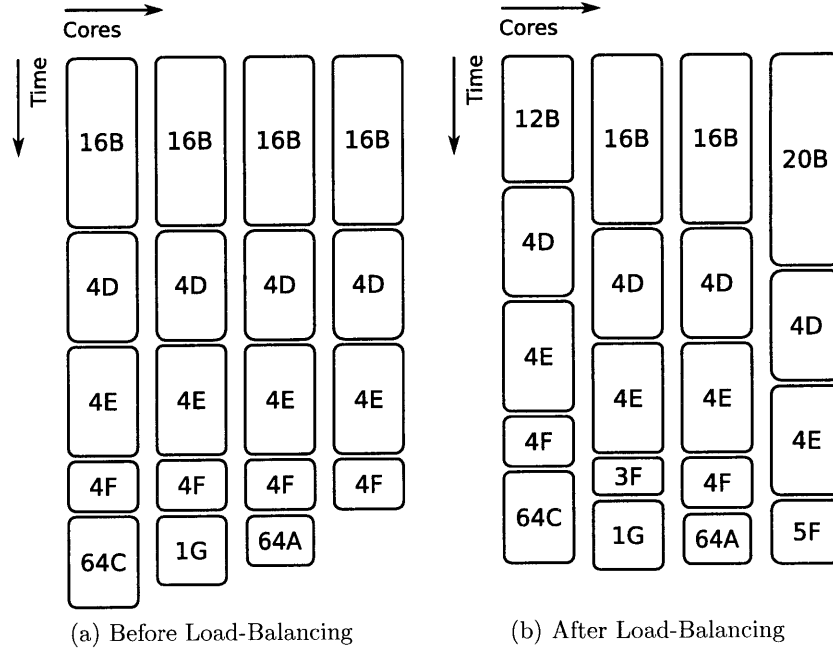 Cores
Time
16B 16B 16B 16B
4D 4D 4D 4D
4E 4E 4E 4E
4F 4F 4F 4F
64C 1G 64A
(a) Before Load-Balancing
Cores
Time
12B 16B 16B 20B
4D 4D 4D 4D
4E 4E 4E 4E
4F 3F 4F 5F
64C 1G 64A
(b) After Load-Balancing